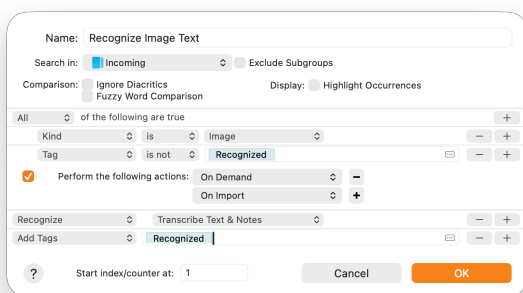 Name: Recognize Image Text
Search in: Incoming Exclude Subgroups
Comparison: Ignore Diacritics Display: Highlight Occurrences
Fuzzy Word Comparison
All of the following are true +
Kind is Image − +
Tag is not Recognized − +
Perform the following actions: On Demand −
On Import +
Recognize Transcribe Text & Notes − +
Add Tags Recognized − +
? Start index/counter at: 1 Cancel OK